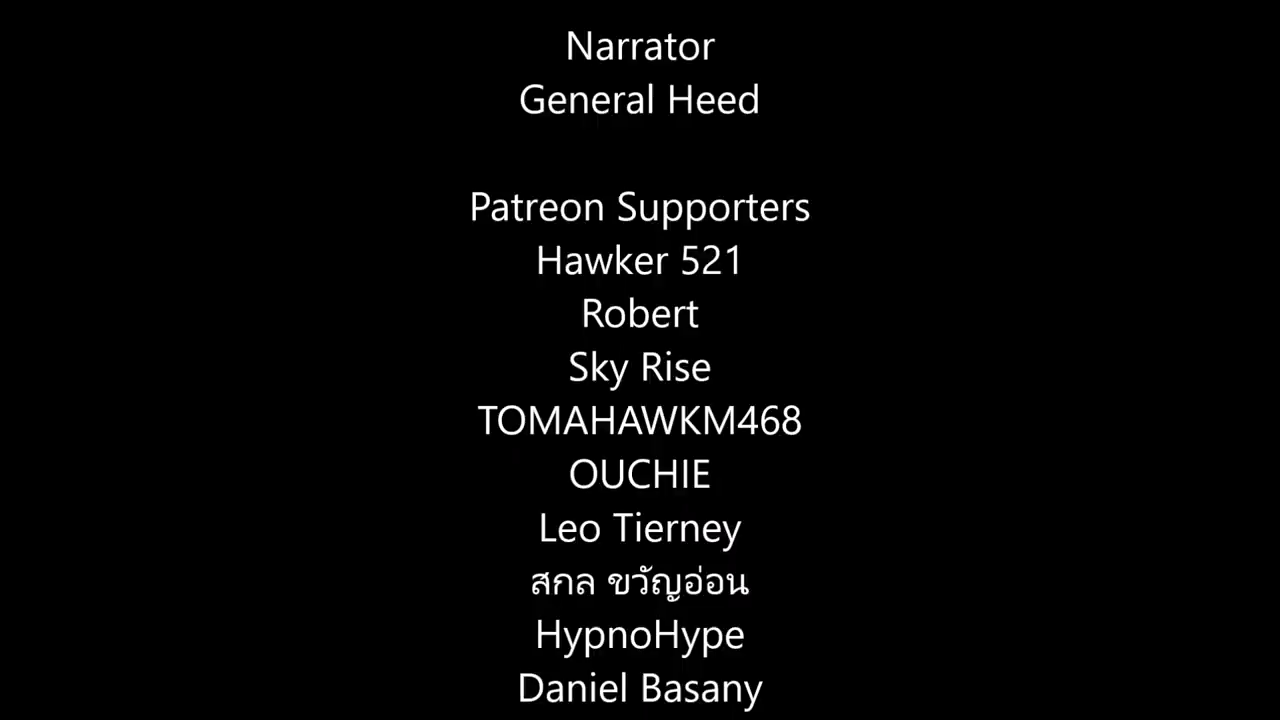 Narrator
General Heed
Patreon Supporters
Hawker 521
Robert
Sky Rise
TOMAHAWKM468
OUCHIE
Leo Tierney
สกล ขวัญอ่อน
HypnoHype
Daniel Basany